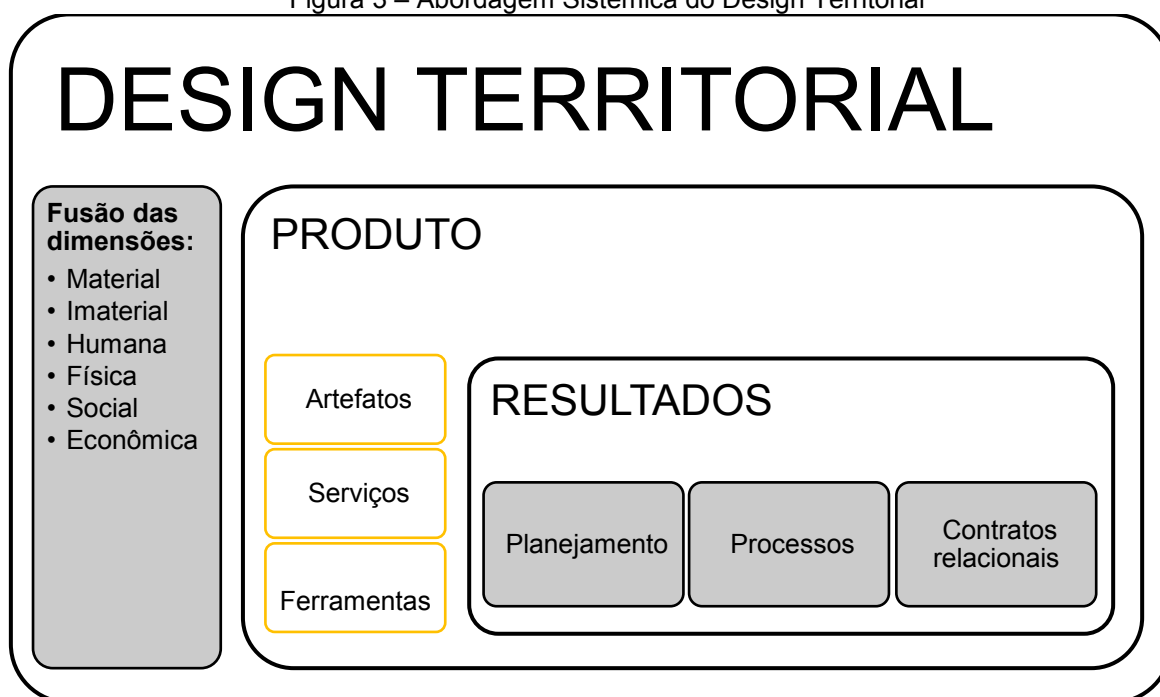 Figura 3 – Abordagem Sistêmica do Design Territorial
DESIGN TERRITORIAL
Fusão das
dimensões:
• Material
• Imaterial
• Humana
• Física
• Social
• Econômica
PRODUTO
Artefatos
Serviços
Ferramentas
RESULTADOS
Planejamento
Processos
Contratos
relacionais